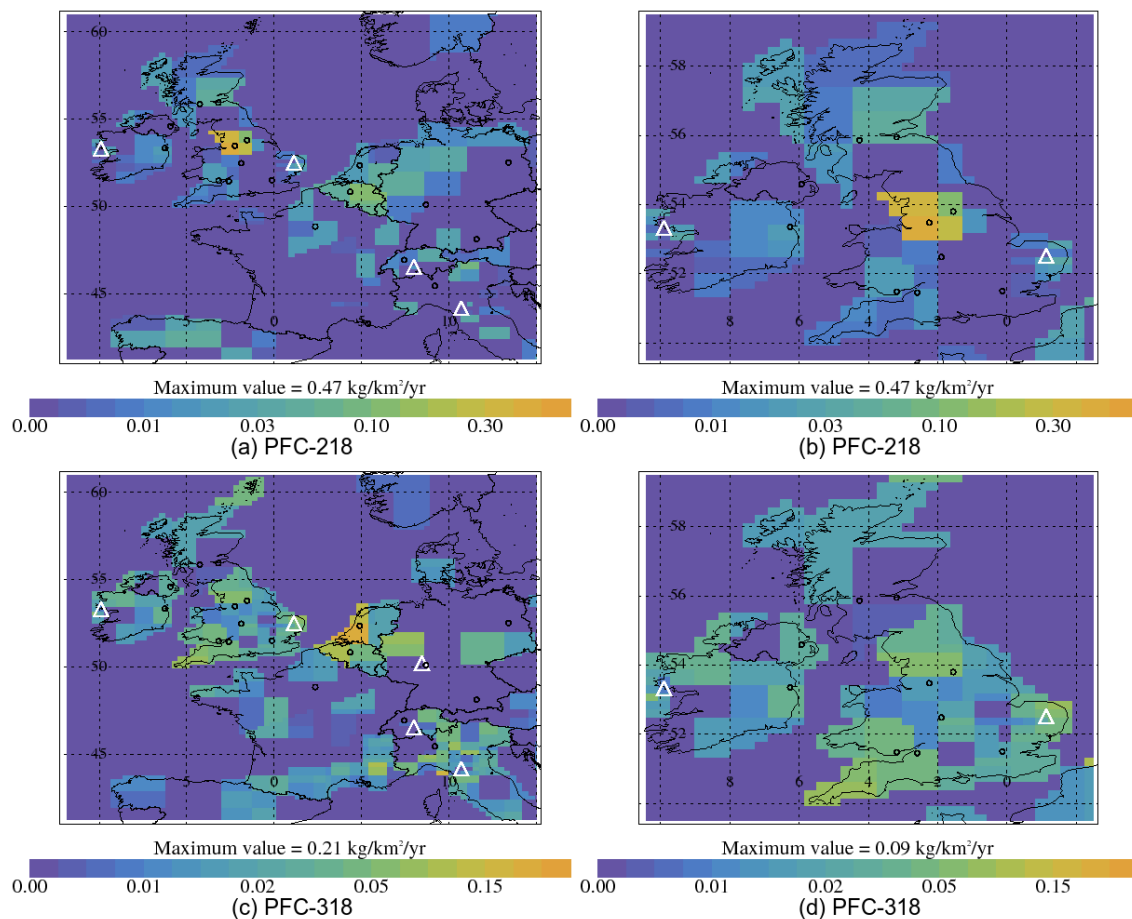 60
55
50
45
0
10
Maximum value = 0.47 kg/km²/yr
0.00 0.01 0.03 0.10 0.30
(a) PFC-218
58
56
54
52
8 6 4 2 0
Maximum value = 0.47 kg/km²/yr
0.00 0.01 0.03 0.10 0.30
(b) PFC-218
60
55
50
45
0
10
Maximum value = 0.21 kg/km²/yr
0.00 0.01 0.02 0.05 0.15
(c) PFC-318
58
56
54
52
8 6 4 2 0
Maximum value = 0.09 kg/km²/yr
0.00 0.01 0.02 0.05 0.15
(d) PFC-318